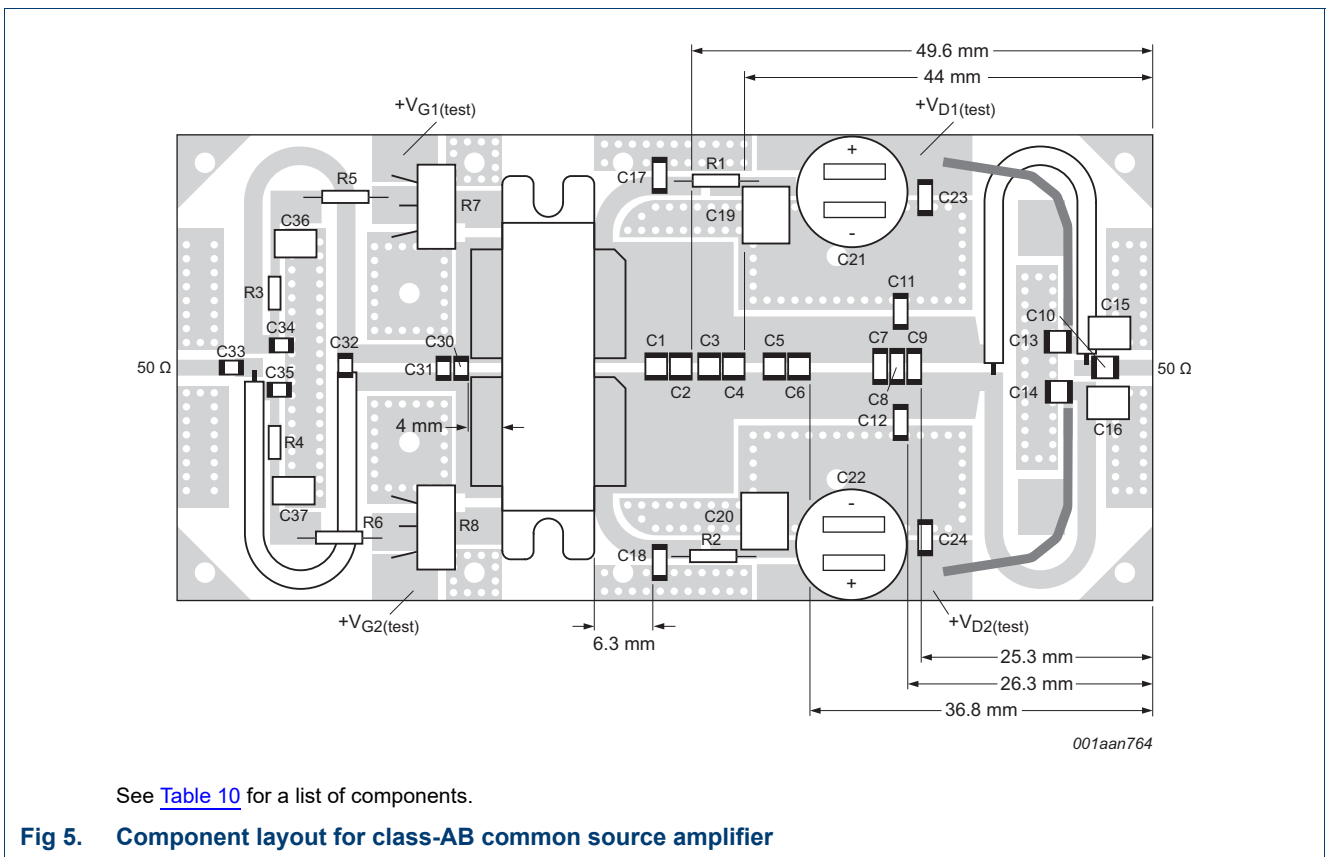 49.6 mm
44 mm
+VG1(test)
+VD1(test)
R5
C17
R1
+
R7
C23
C36
C19
-
C21
R3
C11
C10
C15
C34
C30
C1
C3
C5
C7
C9
C13
C33
C32
50 Ω
C31
50 Ω
C35
C2
C4
C6
C8
C14
C12
C16
4 mm
R4
C22
C37
C20
-
R6
R8
R2
C24
C18
+
+VG2(test)
+VD2(test)
6.3 mm
25.3 mm
26.3 mm
36.8 mm
001aan764
See Table 10 for a list of components.
Fig 5. Component layout for class-AB common source amplifier